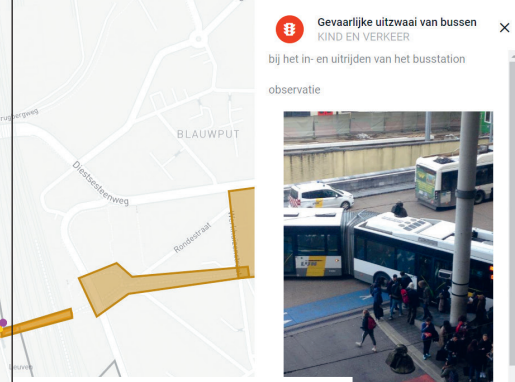 Gevaarlijke uitzwaai van bussen
KIND EN VERKEER
bij het in- en uitrijden van het busstation
observatie
BLAUWPUT
Diestsesteenweg
Rondestraat
Leuven